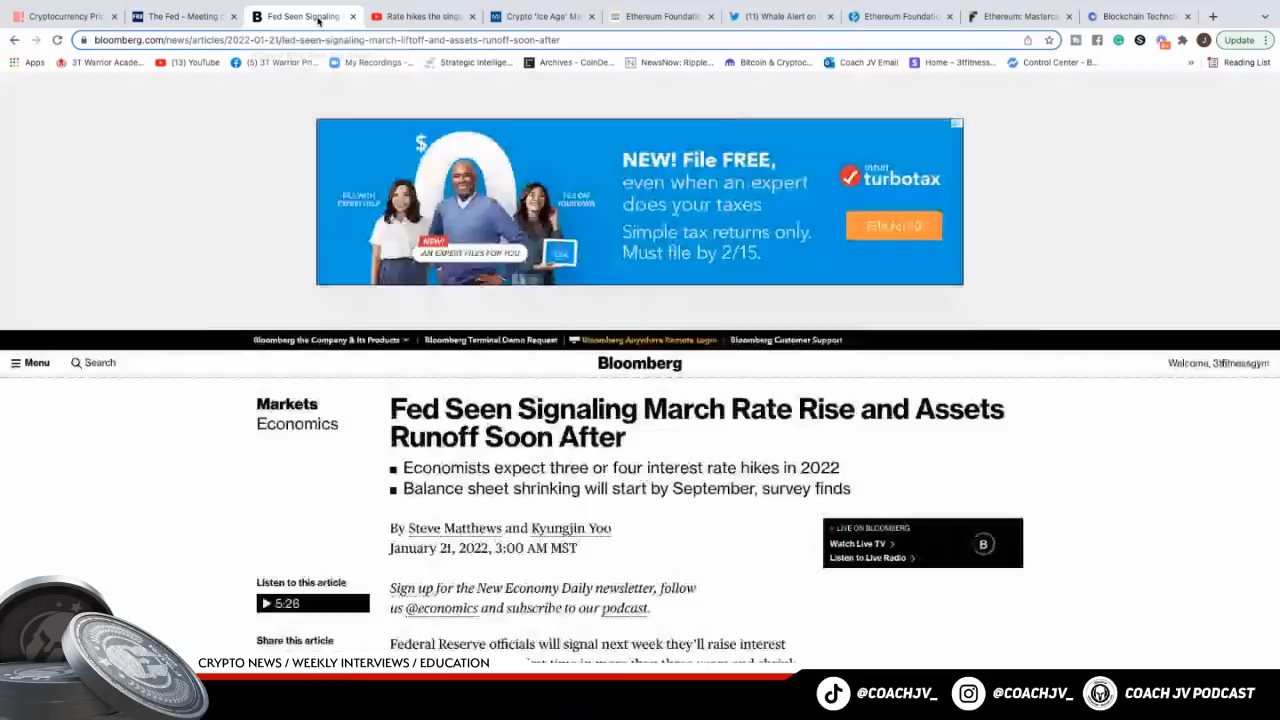 Cryptocurrency Pric
The Fed - Meeting c
Fed Seen Signaling
Rate hikes the singl
Crypto 'Ice Age' Ma
Ethereum Foundati
(11) Whale Alert on
Ethereum Foundatio
Ethereum: Masterca
Blockchain Technol
bloomberg.com/news/articles/2022-01-21/fed-seen-signaling-march-liftoff-and-assets-runoff-soon-after
Update
Apps
3T Warrior Acade...
(13) YouTube
(5) 3T Warrior Pri...
My Recordings -...
Strategic Intellige...
Archives - CoinDe...
NewsNow: Ripple...
Bitcoin & Cryptoc...
Coach JV Email
Home - 3tfitness...
Control Center - B...
»
Reading List
$0
NEW! File FREE,
even when an expert
does your taxes
Simple tax returns only.
Must file by 2/15.
NEW!
AN EXPERT FILES FOR YOU
intuit
turbotax
Bloomberg the Company & Its Products
Bloomberg Terminal Demo Request
Bloomberg Anywhere Remote Login
Bloomberg Customer Support
Menu
Search
Bloomberg
Welcome, 3tfitnessgym
Markets
Economics
Fed Seen Signaling March Rate Rise and Assets
Runoff Soon After
Economists expect three or four interest rate hikes in 2022
Balance sheet shrinking will start by September, survey finds
By Steve Matthews and Kyungjin Yoo
January 21, 2022, 3:00 AM MST
LIVE ON BLOOMBERG
Watch Live TV >
Listen to Live Radio >
Listen to this article
5:26
Share this article
Sign up for the New Economy Daily newsletter, follow
us @economics and subscribe to our podcast.
Federal Reserve officials will signal next week they'll raise interest
CRYPTO NEWS / WEEKLY INTERVIEWS / EDUCATION
@COACHJV_
@COACHJV_
COACH JV PODCAST